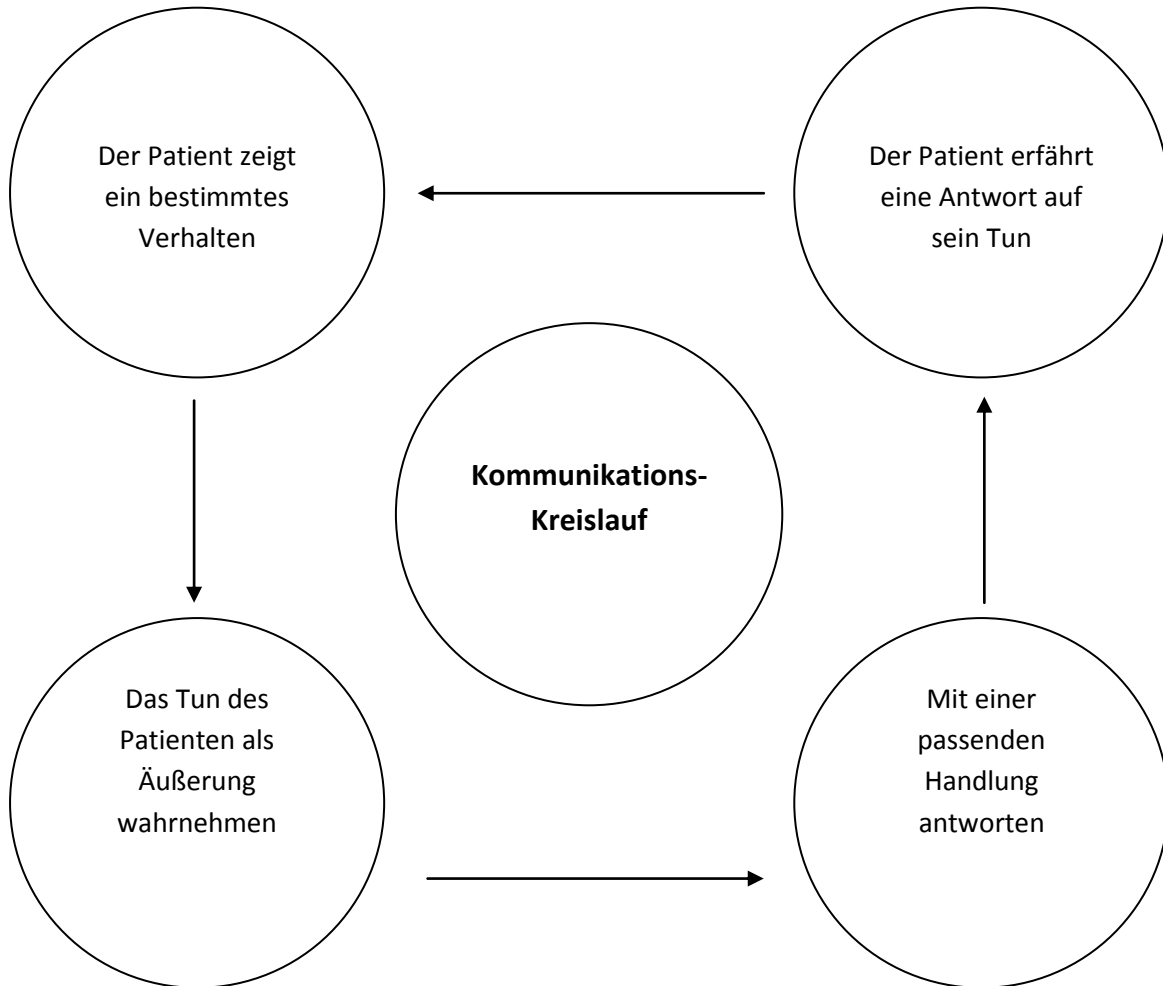 Der Patient zeigt
ein bestimmtes
Verhalten
Der Patient erfährt
eine Antwort auf
sein Tun
Kommunikations-
Kreislauf
Das Tun des
Patienten als
Äußerung
wahrnehmen
Mit einer
passenden
Handlung
antworten